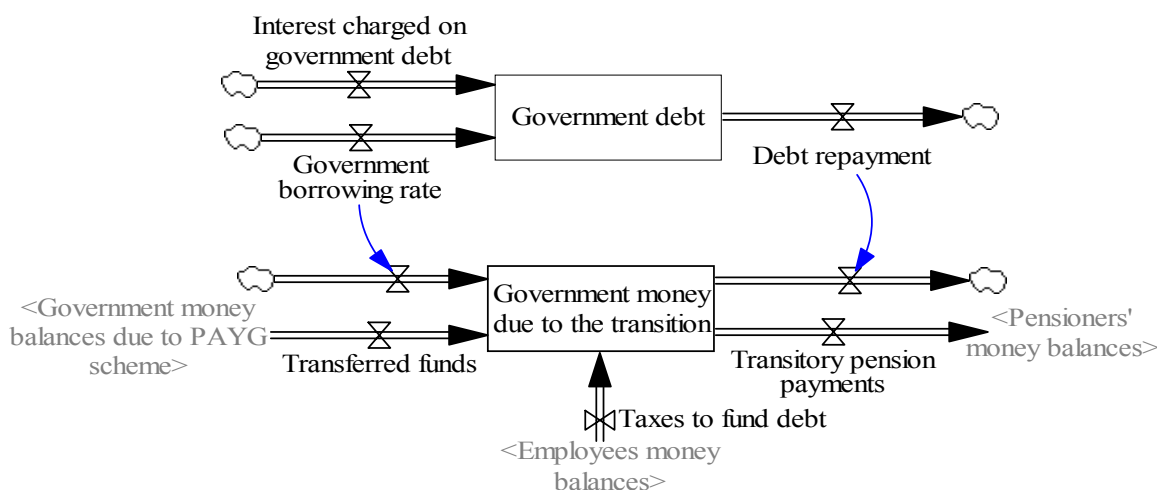 Interest charged on
government debt
Government debt
Government
borrowing rate
Debt repayment
<Government money
balances due to PAYG
scheme>
Government money
due to the transition
<Pensioners'
money balances>
Transferred funds
Transitory pension
payments
Taxes to fund debt
<Employees money
balances>